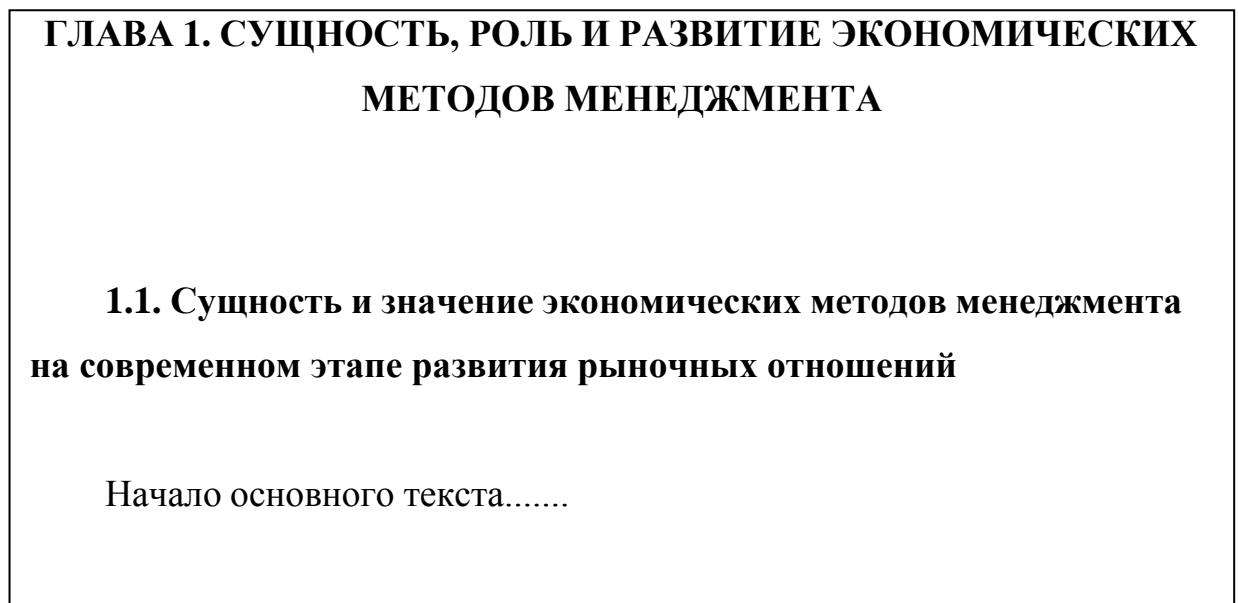 ГЛАВА 1. СУЩНОСТЬ, РОЛЬ И РАЗВИТИЕ ЭКОНОМИЧЕСКИХ
МЕТОДОВ МЕНЕДЖМЕНТА
1.1. Сущность и значение экономических методов менеджмента
на современном этапе развития рыночных отношений
Начало основного текста.......